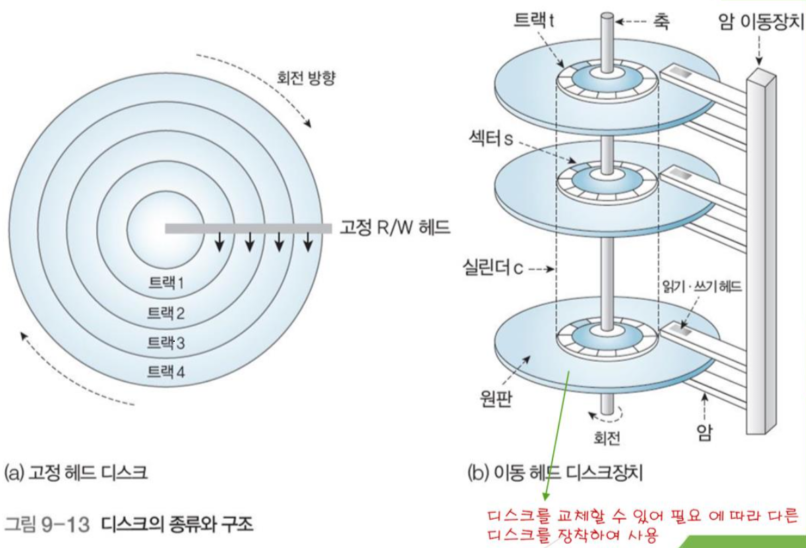 회전 방향
고정 R/W 헤드
트랙 1
트랙 2
트랙 3
트랙 4
(a) 고정 헤드 디스크
트랙 t
축
암 이동장치
섹터 s
실린더 c
읽기·쓰기 헤드
원판
회전
암
(b) 이동 헤드 디스크장치
그림 9-13 디스크의 종류와 구조
디스크를 교체할 수 있어 필요 에 따라 다른
디스크를 장착하여 사용